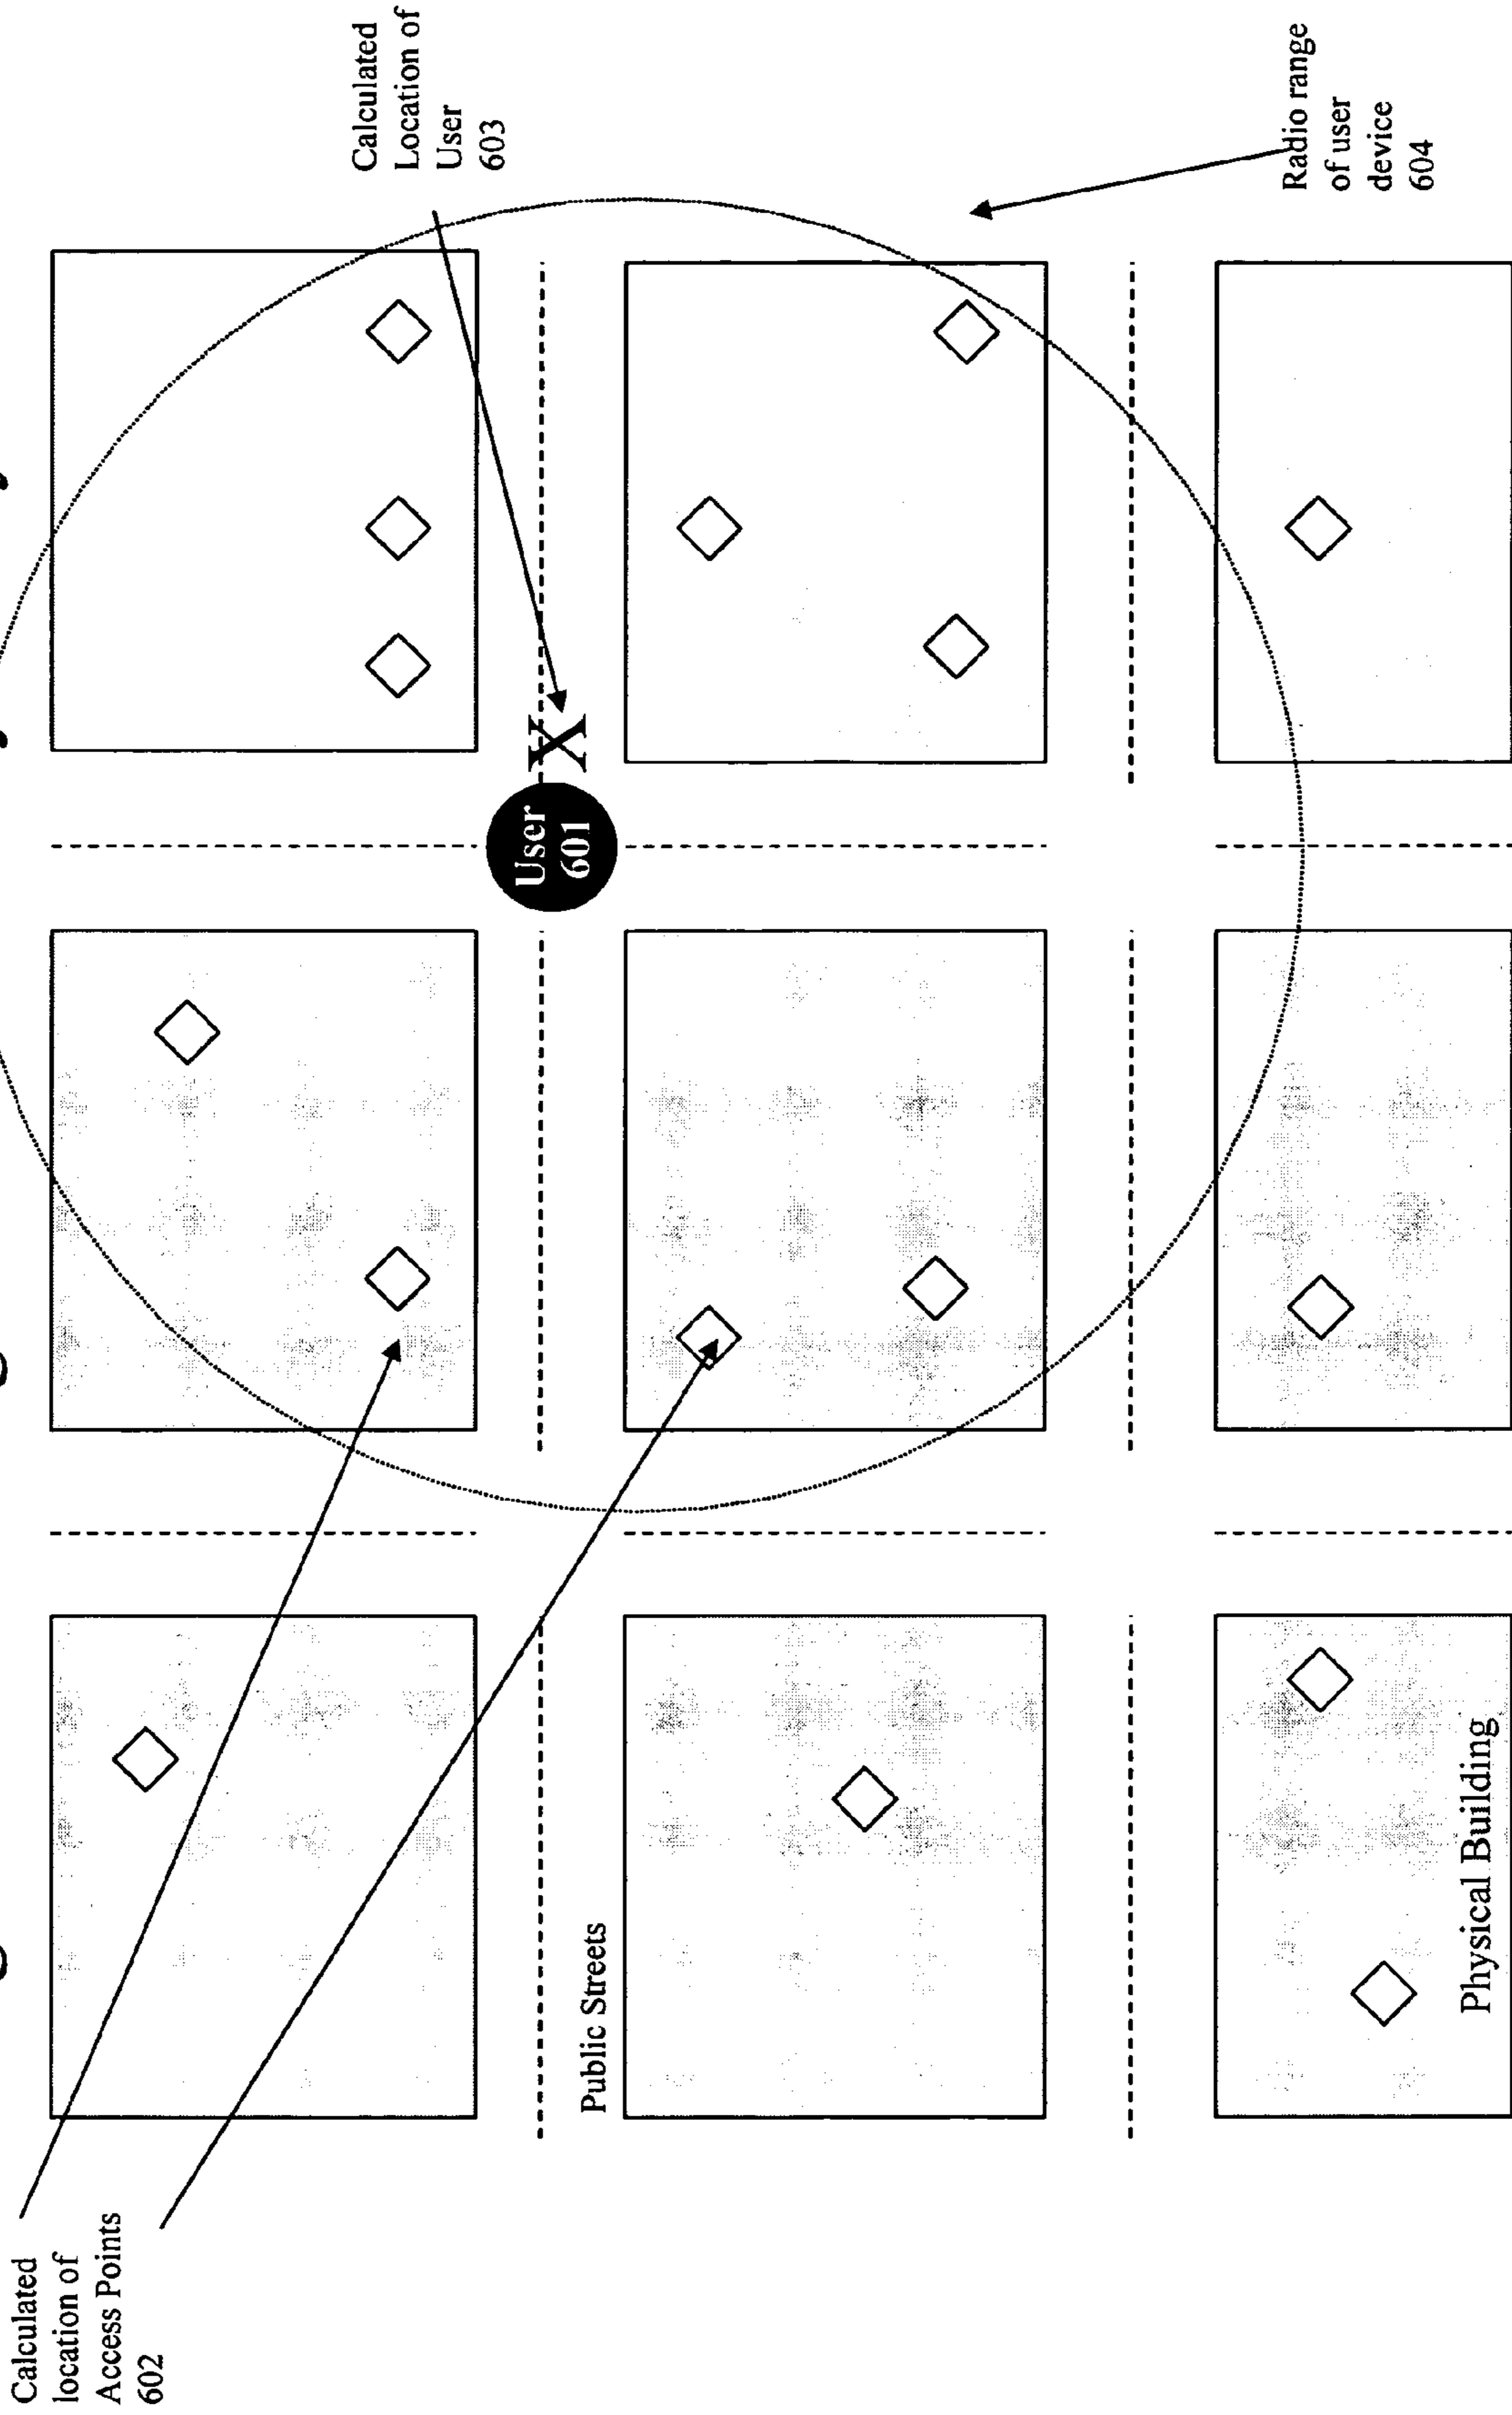 Calculated
location of
Access Points
602
Public Streets
Physical Building
User
601
X
Calculated
Location of
User
603
Radio range
of user
device
604